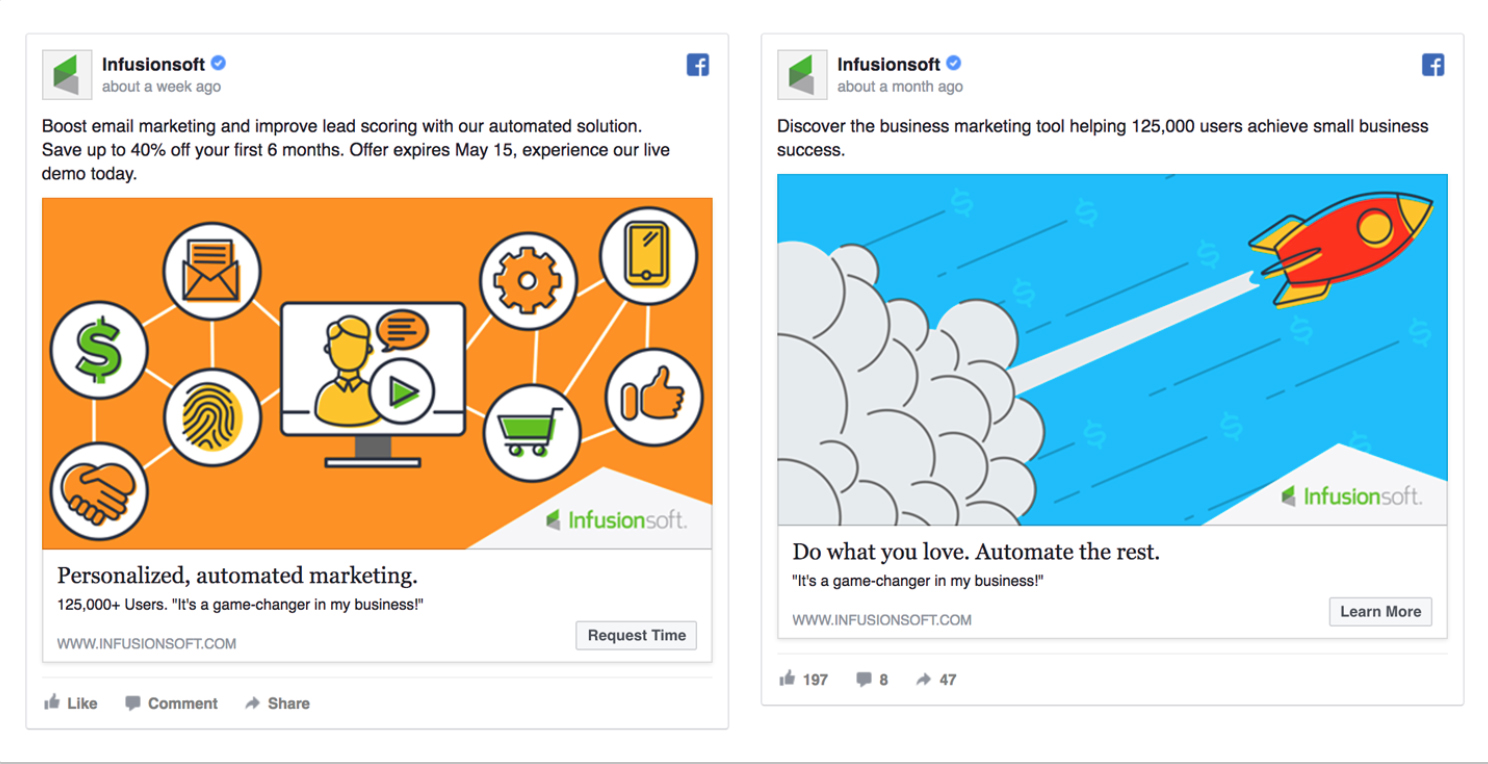 Infusionsoft
about a week ago
Boost email marketing and improve lead scoring with our automated solution.
Save up to 40% off your first 6 months. Offer expires May 15, experience our live
demo today.
Infusionsoft.
Personalized, automated marketing.
125,000+ Users. "It's a game-changer in my business!"
WWW.INFUSIONSOFT.COM
Request Time
Like Comment Share
Infusionsoft
about a month ago
Discover the business marketing tool helping 125,000 users achieve small business
success.
Infusionsoft.
Do what you love. Automate the rest.
"It's a game-changer in my business!"
Learn More
WWW.INFUSIONSOFT.COM
197 8 47